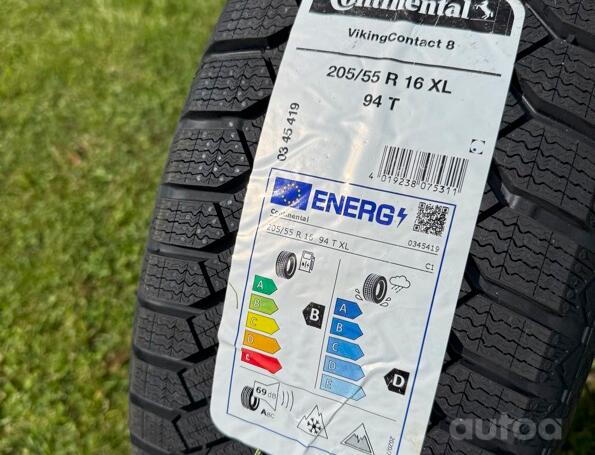 Continental
VikingContact 8
205/55 R 16 XL
94 T
03 45 419
4 019238 075311
ENERG
Continental
0345419
205/55 R 16 94 T XL
C1
A
B
C
D
E
B
A
B
C
D
E
D
69 dB
ABC
autoa